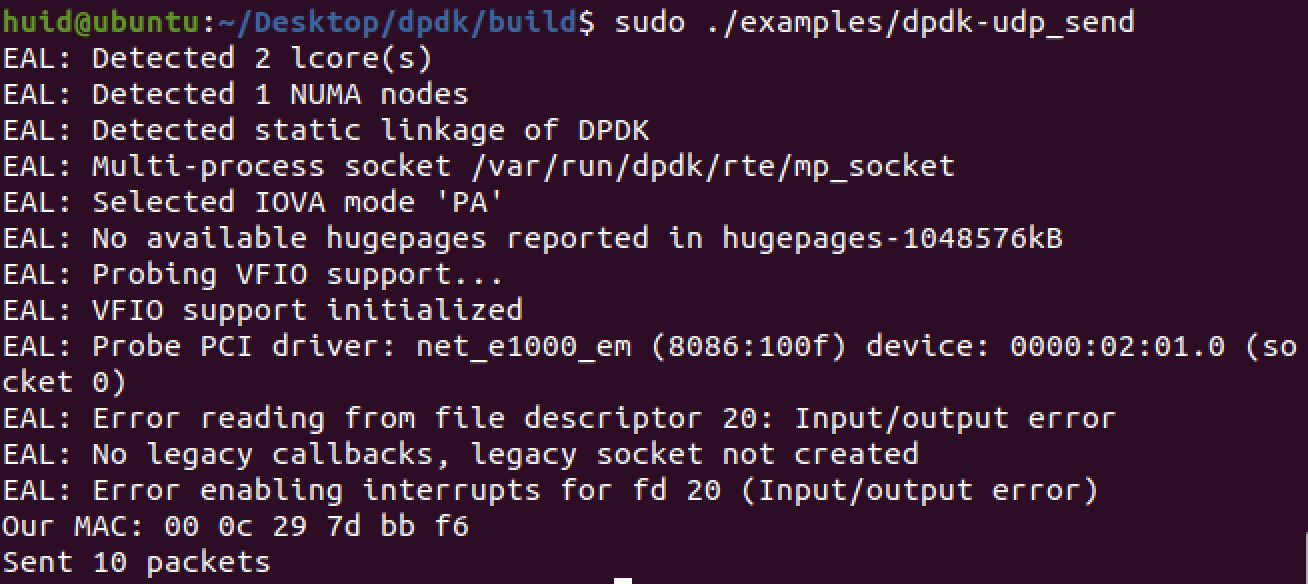 huid@ubuntu:~/Desktop/dpdk/build$ sudo ./examples/dpdk-udp_send
EAL: Detected 2 lcore(s)
EAL: Detected 1 NUMA nodes
EAL: Detected static linkage of DPDK
EAL: Multi-process socket /var/run/dpdk/rte/mp_socket
EAL: Selected IOVA mode 'PA'
EAL: No available hugepages reported in hugepages-1048576kB
EAL: Probing VFIO support...
EAL: VFIO support initialized
EAL: Probe PCI driver: net_e1000_em (8086:100f) device: 0000:02:01.0 (so
cket 0)
EAL: Error reading from file descriptor 20: Input/output error
EAL: No legacy callbacks, legacy socket not created
EAL: Error enabling interrupts for fd 20 (Input/output error)
Our MAC: 00 0c 29 7d bb f6
Sent 10 packets